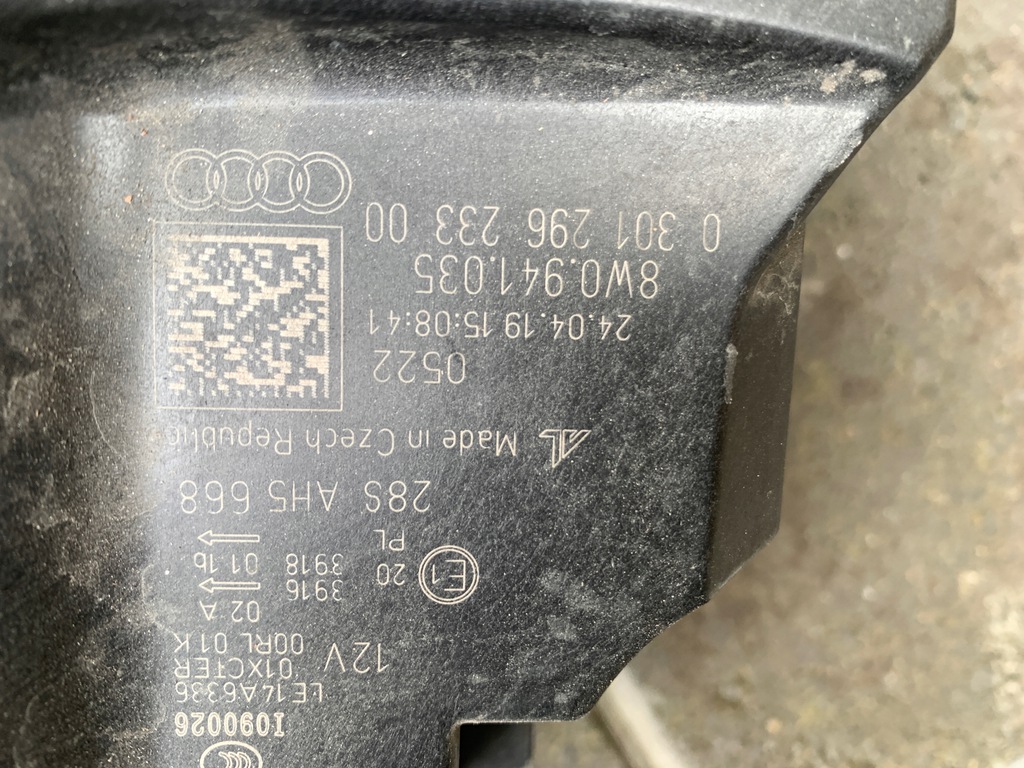 I090026
LE14A6336
01XCTER 12V
00RL 01K
02 A
3916
20 3918 01.1b
E1
PL
28S AH5 668
Made in Czech Republic
0522
24.04.19 15:08:41
8W0.941.035
0 301 296 233 00